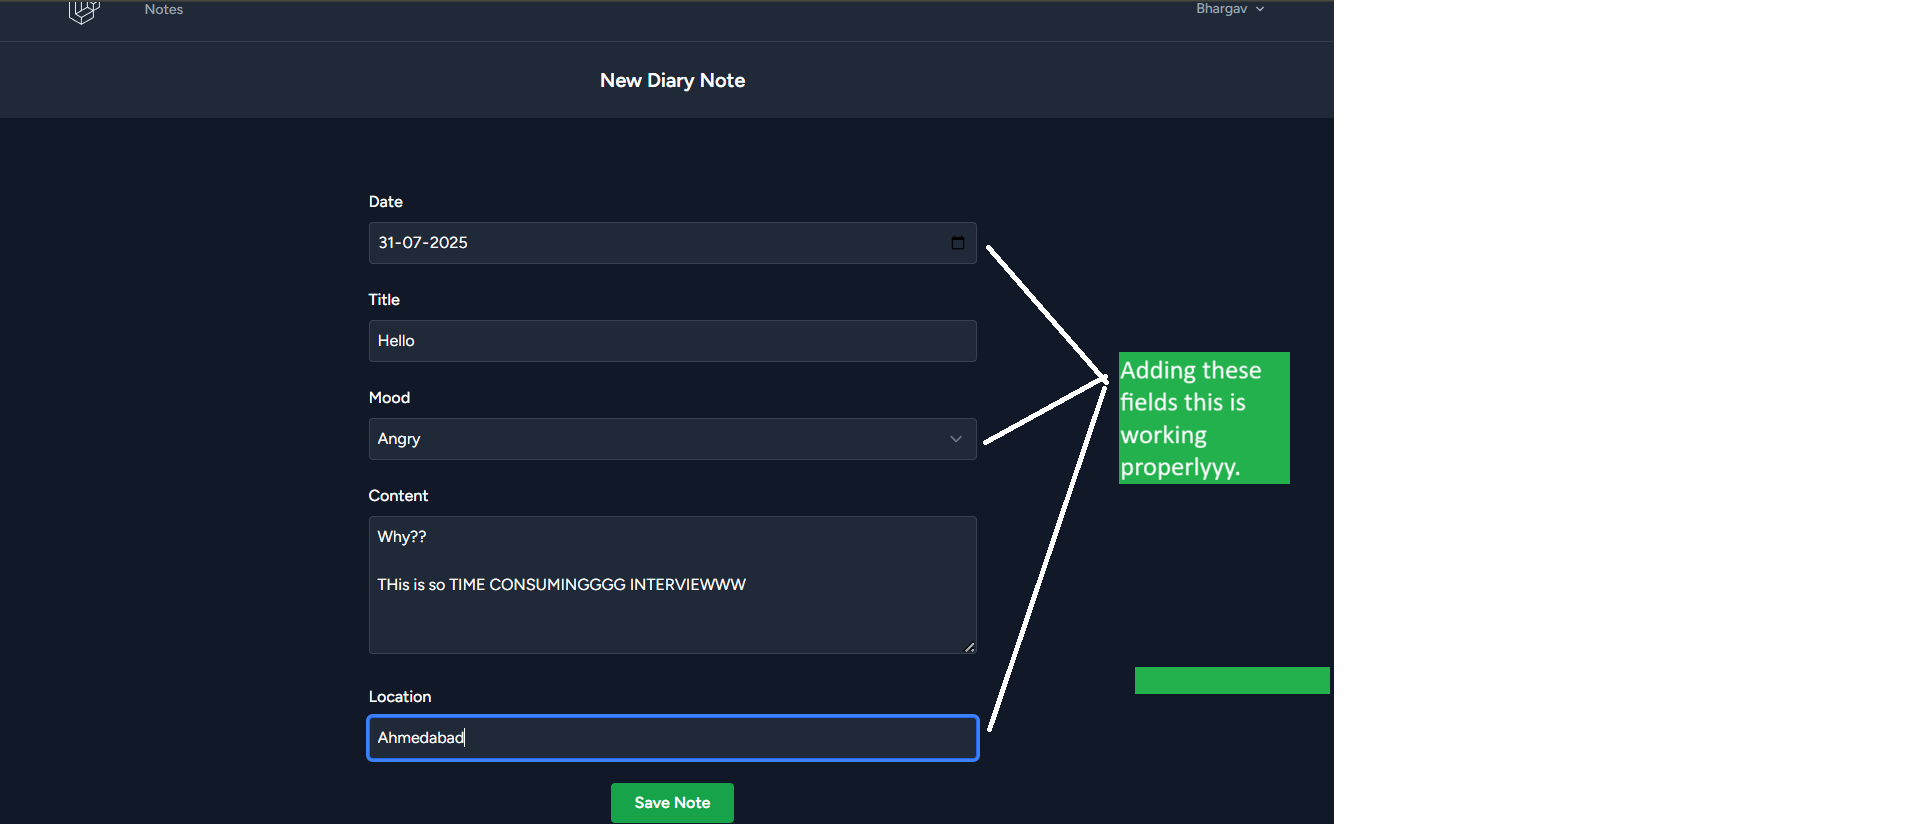 Notes
Bhargav
New Diary Note
Date
31-07-2025
Title
Hello
Mood
Angry
Content
Why??
THis is so TIME CONSUMINGGGG INTERVIEWWW
Location
Ahmedabad
Save Note
Adding these
fields this is
working
properlyyy.